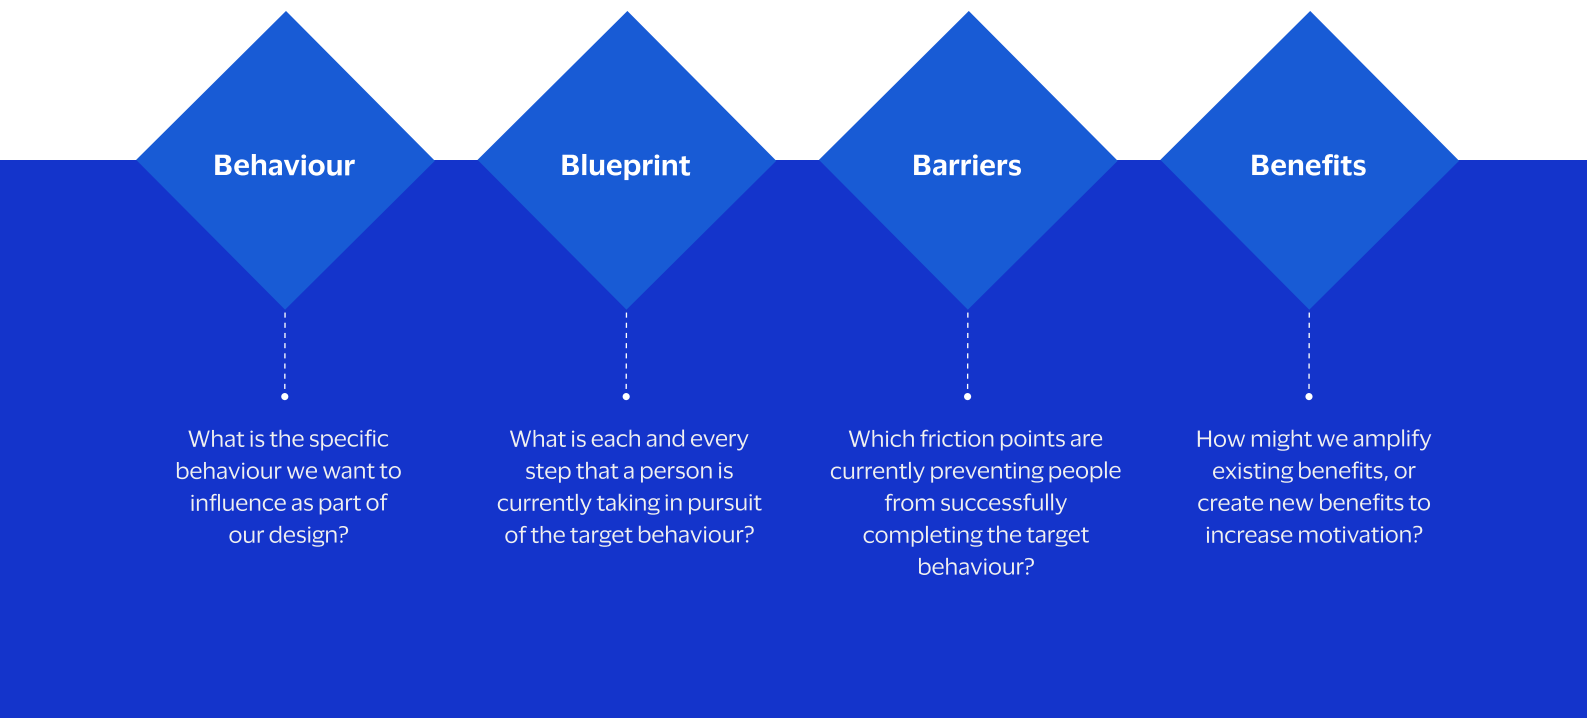 Behaviour
What is the specific
behaviour we want to
influence as part of
our design?
Blueprint
What is each and every
step that a person is
currently taking in pursuit
of the target behaviour?
Barriers
Which friction points are
currently preventing people
from successfully
completing the target
behaviour?
Benefits
How might we amplify
existing benefits, or
create new benefits to
increase motivation?